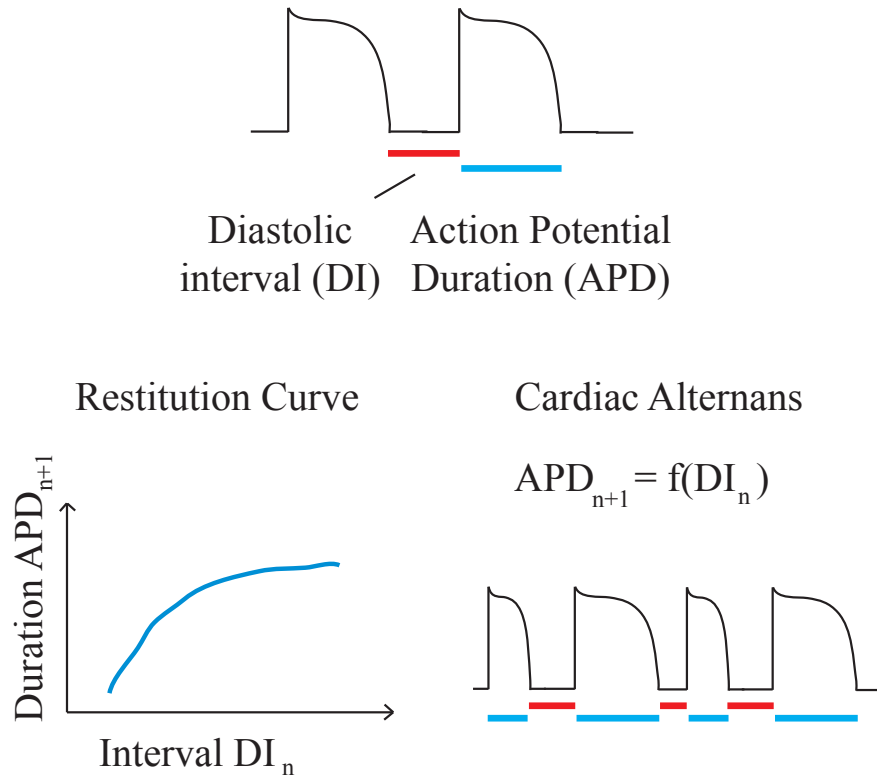 Diastolic
interval (DI)
Action Potential
Duration (APD)
Restitution Curve
Duration APDₙ₊₁
Interval DIₙ
Cardiac Alternans
APDₙ₊₁ = f(DIₙ)